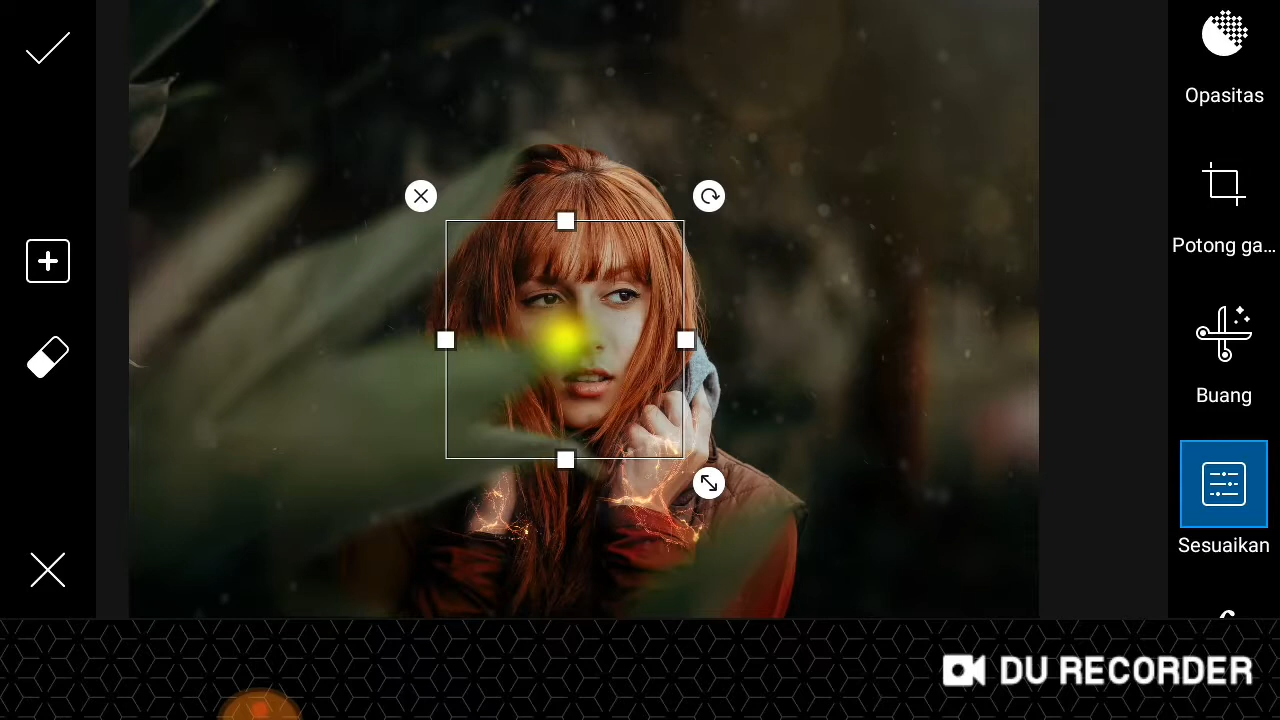 Opasitas
Potong ga...
Buang
Sesuaikan
DU RECORDER